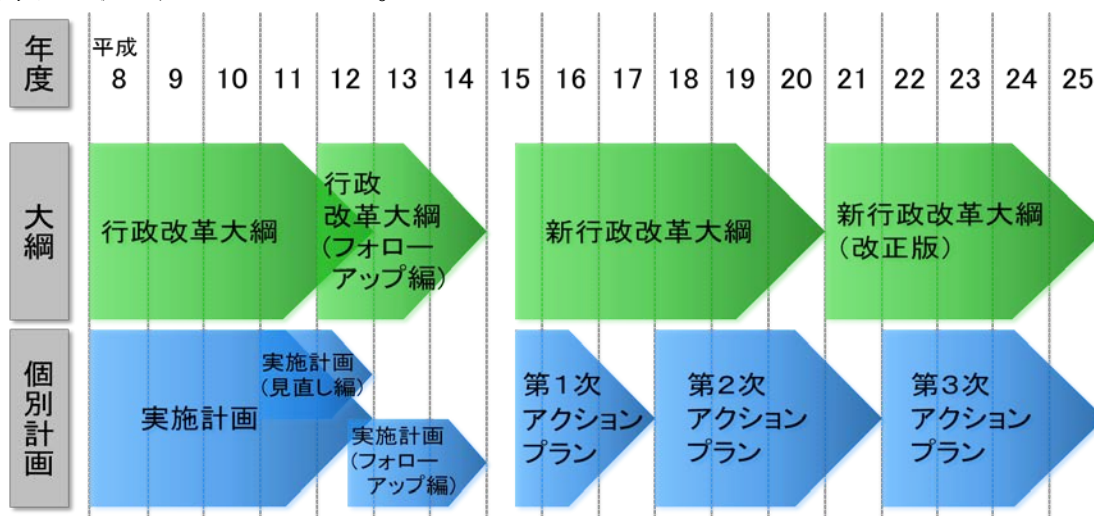 年度
平成
8 9 10 11 12 13 14 15 16 17 18 19 20 21 22 23 24 25
大綱
行政改革大綱
行政
改革大綱
(フォロー
アップ編)
新行政改革大綱
新行政改革大綱
(改正版)
個別計画
実施計画
実施計画
(見直し編)
実施計画
(フォロー
アップ編)
第1次
アクション
プラン
第2次
アクション
プラン
第3次
アクション
プラン